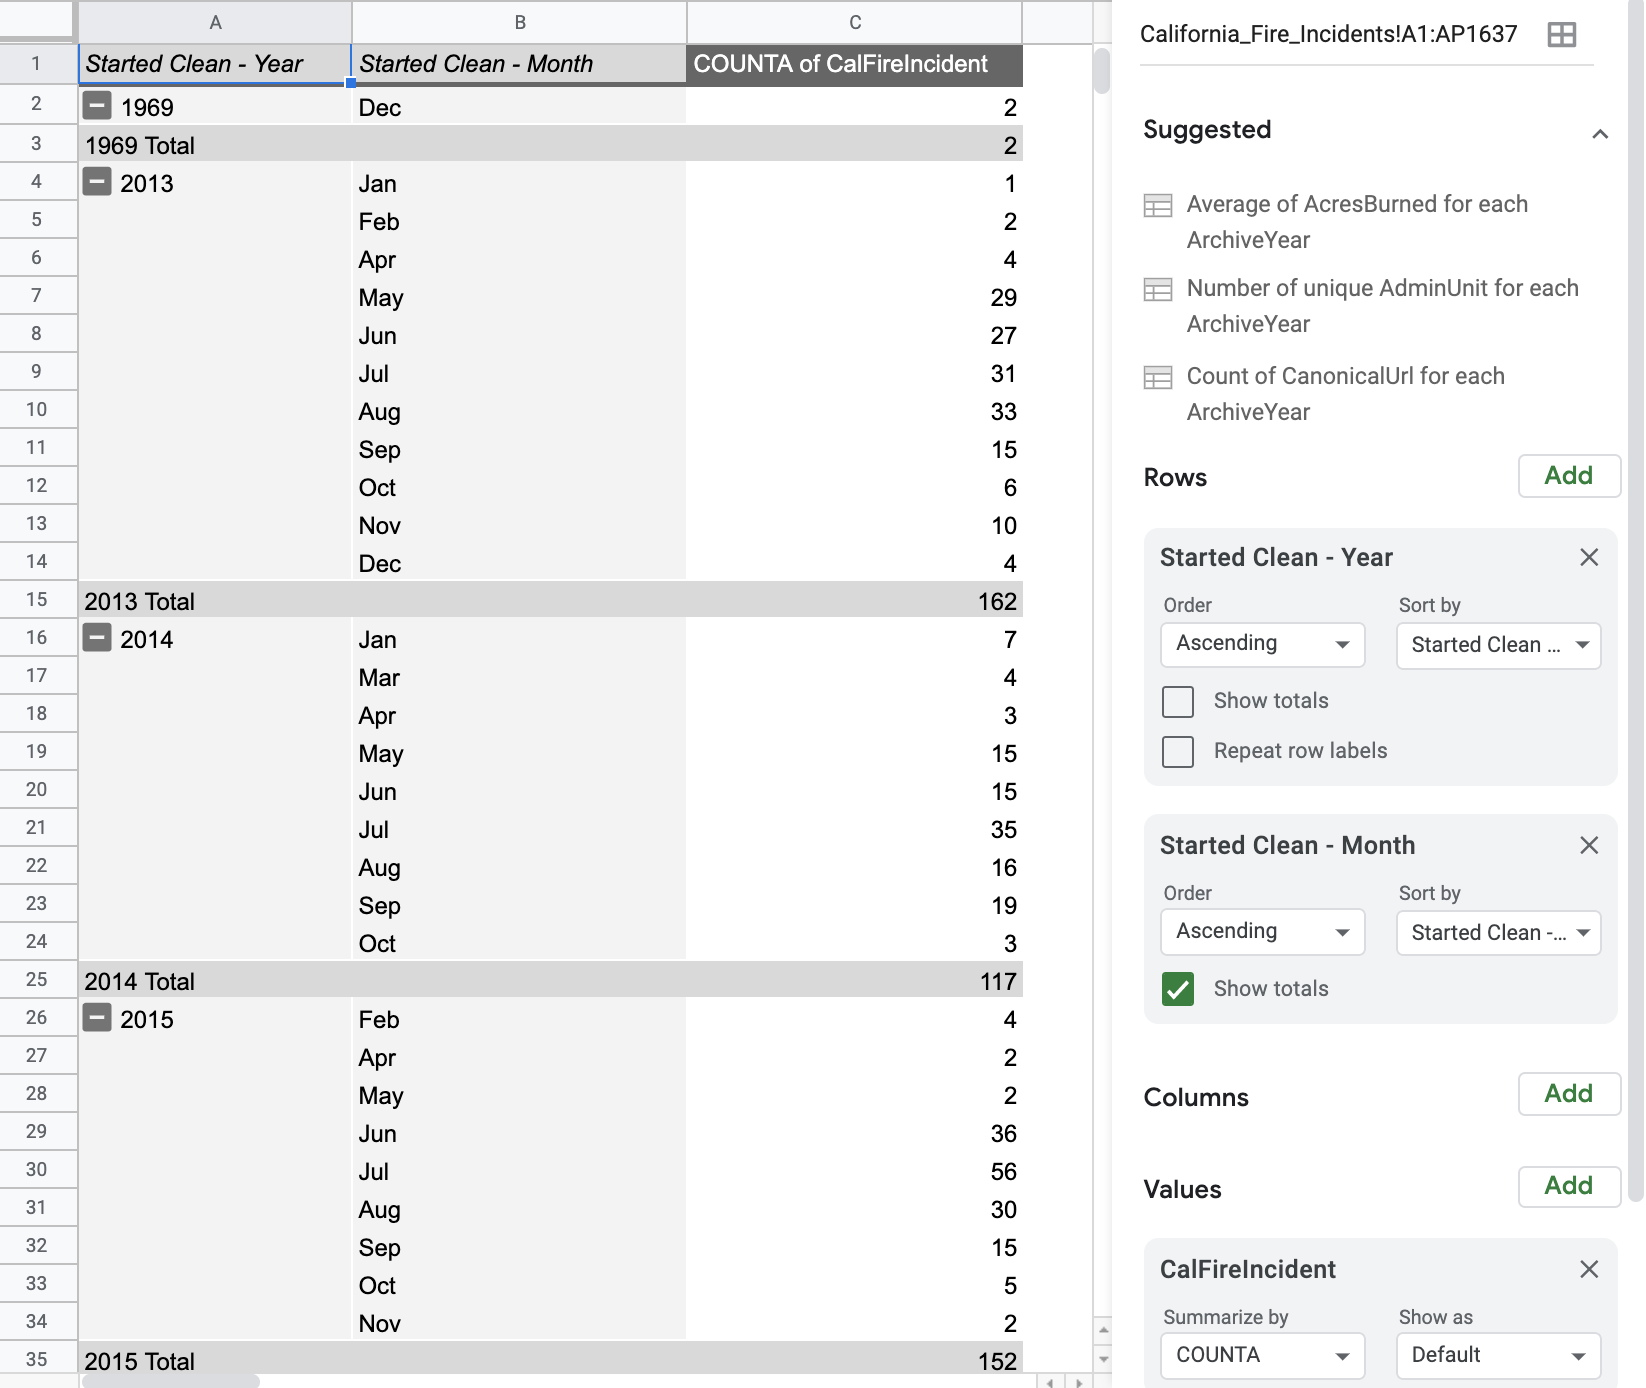 A B C
1 Started Clean - Year Started Clean - Month COUNTA of CalFireIncident
2 1969 Dec 2
3 1969 Total 2
4 2013 Jan 1
5 Feb 2
6 Apr 4
7 May 29
8 Jun 27
9 Jul 31
10 Aug 33
11 Sep 15
12 Oct 6
13 Nov 10
14 Dec 4
15 2013 Total 162
16 2014 Jan 7
17 Mar 4
18 Apr 3
19 May 15
20 Jun 15
21 Jul 35
22 Aug 16
23 Sep 19
24 Oct 3
25 2014 Total 117
26 2015 Feb 4
27 Apr 2
28 May 2
29 Jun 36
30 Jul 56
31 Aug 30
32 Sep 15
33 Oct 5
34 Nov 2
35 2015 Total 152
California_Fire_Incidents!A1:AP1637
Suggested
Average of AcresBurned for each
ArchiveYear
Number of unique AdminUnit for each
ArchiveYear
Count of CanonicalUrl for each
ArchiveYear
Rows Add
Started Clean - Year
Order Sort by
Ascending Started Clean ...
Show totals
Repeat row labels
Started Clean - Month
Order Sort by
Ascending Started Clean -...
Show totals
Columns Add
Values Add
CalFireIncident
Summarize by Show as
COUNTA Default